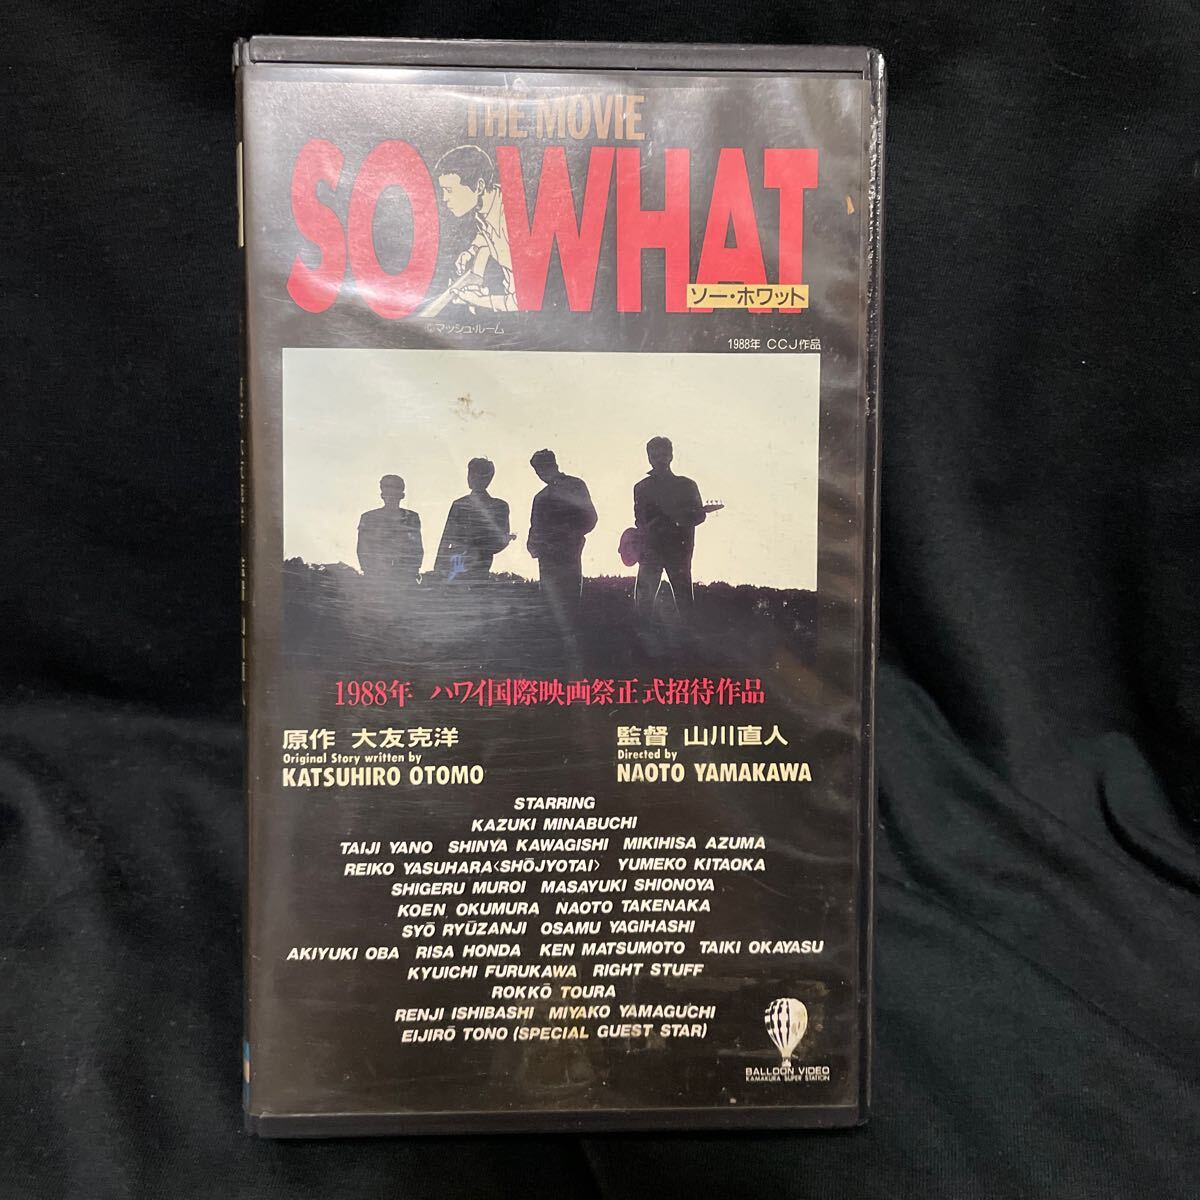 THE MOVIE
SO WHAT
ソー・ホワット
©マッシュ・ルーム
1988年 CCJ作品
1988年 ハワイ国際映画祭正式招待作品
原作 大友克洋
Original Story written by
KATSUHIRO OTOMO
監督 山川直人
Directed by
NAOTO YAMAKAWA
STARRING
KAZUKI MINABUCHI
TAIJI YANO SHINYA KAWAGISHI MIKIHISA AZUMA
REIKO YASUHARA〈SHŌJYOTAI〉 YUMEKO KITAOKA
SHIGERU MUROI MASAYUKI SHIONOYA
KOEN OKUMURA NAOTO TAKENAKA
SYŌ RYŪZANJI OSAMU YAGIHASHI
AKIYUKI OBA RISA HONDA KEN MATSUMOTO TAIKI OKAYASU
KYUICHI FURUKAWA RIGHT STUFF
ROKKŌ TOURA
RENJI ISHIBASHI MIYAKO YAMAGUCHI
EIJIRŌ TONO (SPECIAL GUEST STAR)
BALLOON VIDEO
KAMAKURA SUPER STATION